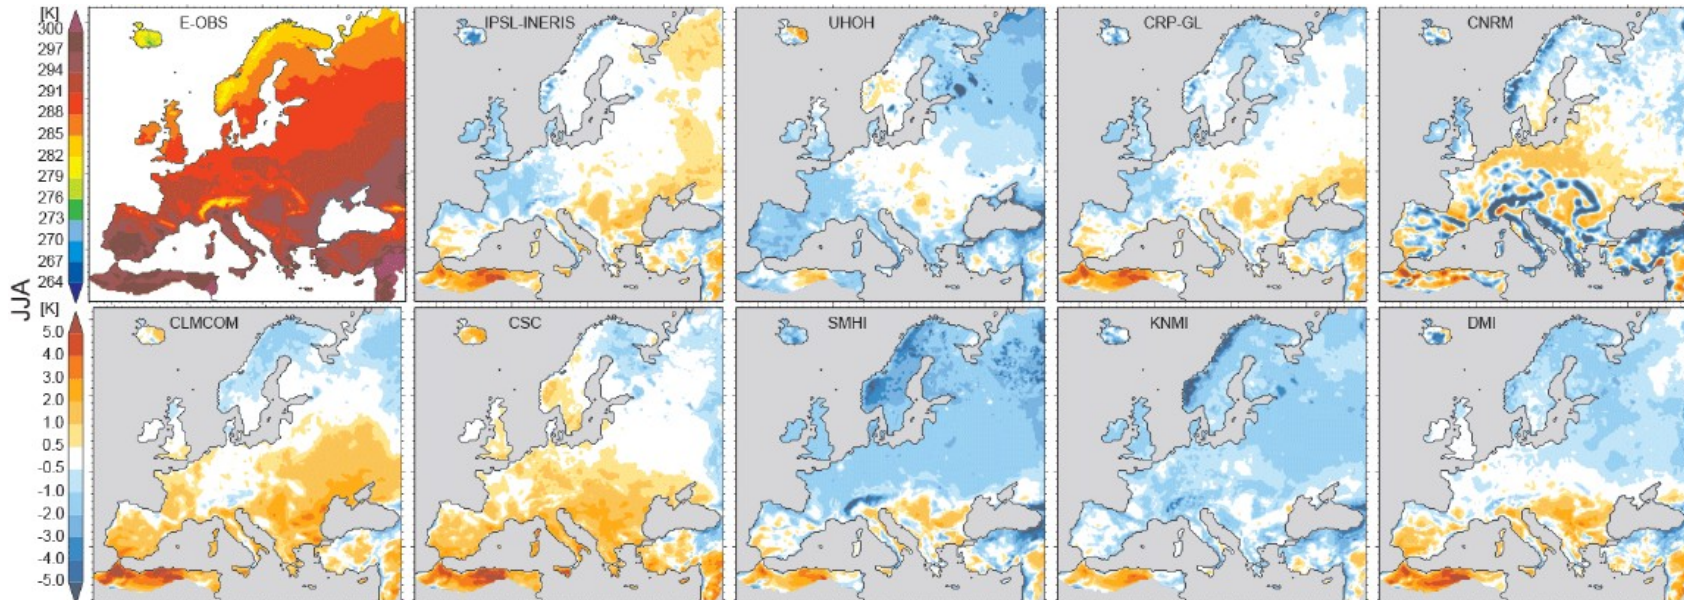 [K]
E-OBS
IPSL-INERIS
UHOH
CRP-GL
CNRM
300
297
294
291
288
285
282
279
276
273
270
267
264
JJA
[K]
CLMCOM
CSC
SMHI
KNMI
DMI
5.0
5.0
4.0
3.0
2.0
1.0
0.5
-0.5
-1.0
-2.0
-3.0
-4.0
-5.0